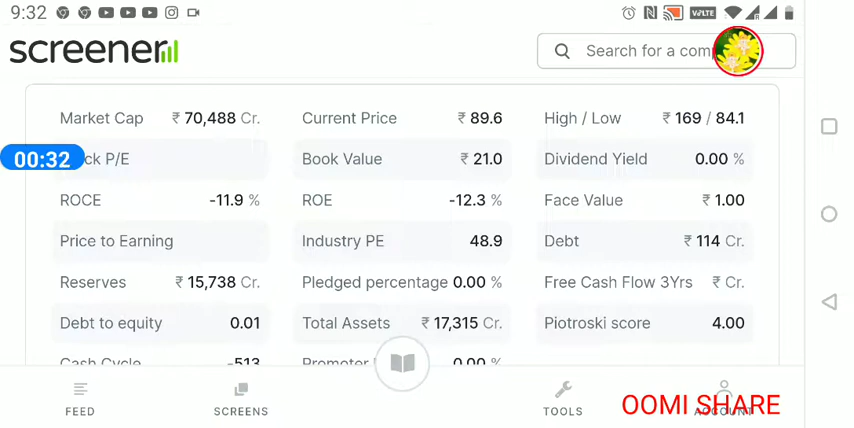 9:32 VoLTE
screener
Search for a com
Market Cap ₹ 70,488 Cr. Current Price ₹ 89.6 High / Low ₹ 169 / 84.1
00:32 ck P/E Book Value ₹ 21.0 Dividend Yield 0.00 %
ROCE -11.9 % ROE -12.3 % Face Value ₹ 1.00
Price to Earning Industry PE 48.9 Debt ₹ 114 Cr.
Reserves ₹ 15,738 Cr. Pledged percentage 0.00 % Free Cash Flow 3Yrs ₹ Cr.
Debt to equity 0.01 Total Assets ₹ 17,315 Cr. Piotroski score 4.00
Cash Cycle -513 Promoter 0.00 %
FEED SCREENS TOOLS ACCOUNT
OOMI SHARE